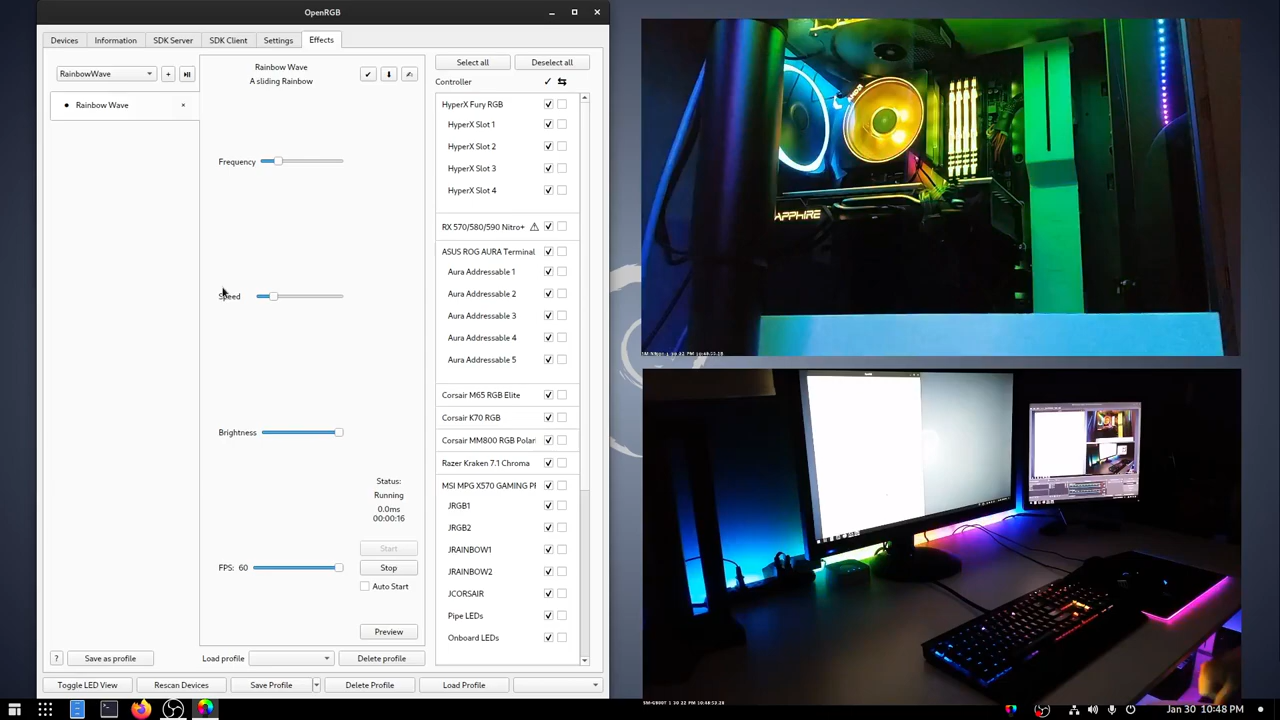 OpenRGB
Devices Information SDK Server SDK Client Settings Effects
RainbowWave
Rainbow Wave
Rainbow Wave
A sliding Rainbow
Frequency
Speed
Brightness
Status:
Running
0.0ms
00:00:16
Start
FPS: 60
Stop
Auto Start
Preview
Select all Deselect all
Controller
HyperX Fury RGB
HyperX Slot 1
HyperX Slot 2
HyperX Slot 3
HyperX Slot 4
RX 570/580/590 Nitro+
ASUS ROG AURA Terminal
Aura Addressable 1
Aura Addressable 2
Aura Addressable 3
Aura Addressable 4
Aura Addressable 5
Corsair M65 RGB Elite
Corsair K70 RGB
Corsair MM800 RGB Polar
Razer Kraken 7.1 Chroma
MSI MPG X570 GAMING P
JRGB1
JRGB2
JRAINBOW1
JRAINBOW2
JCORSAIR
Pipe LEDs
Onboard LEDs
? Save as profile Load profile Delete profile
Toggle LED View Rescan Devices Save Profile Delete Profile Load Profile
AMD
APPHIRE
Jan 30 10:48 PM